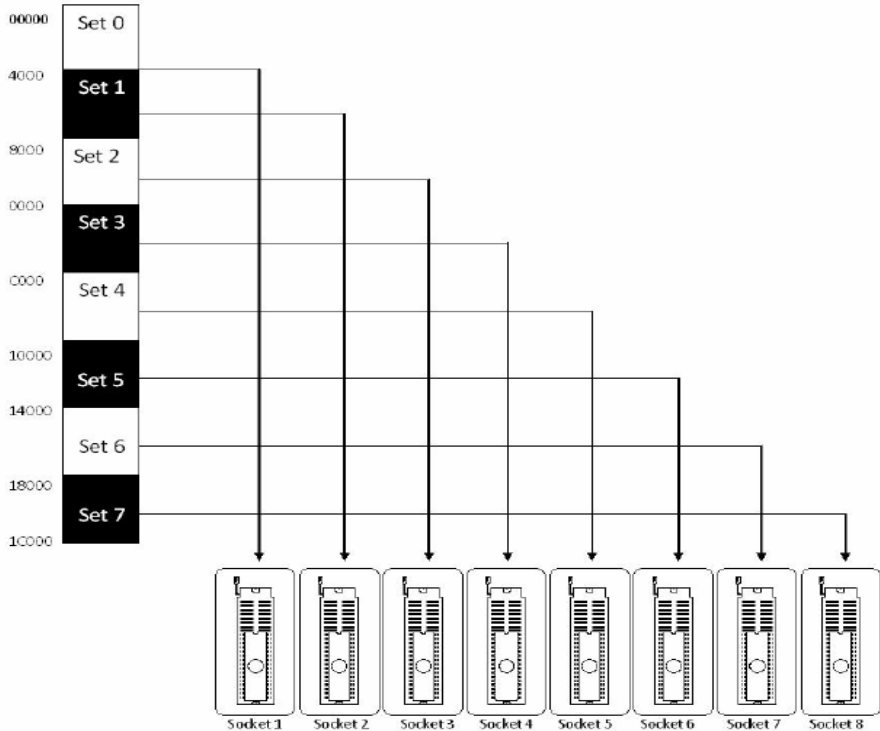 00000
Set 0
4000
Set 1
8000
Set 2
0000
Set 3
C000
Set 4
10000
Set 5
14000
Set 6
18000
Set 7
1C000
Socket 1
Socket 2
Socket 3
Socket 4
Socket 5
Socket 6
Socket 7
Socket 8